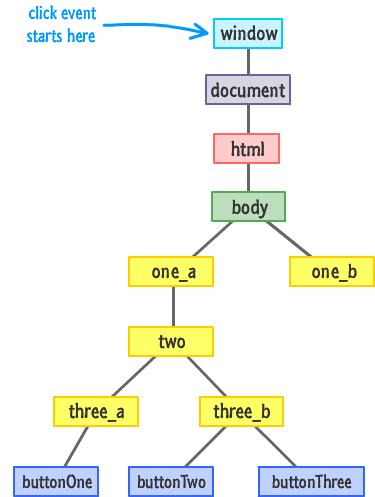 click event
starts here
window
document
html
body
one_a
one_b
two
three_a
three_b
buttonOne
buttonTwo
buttonThree